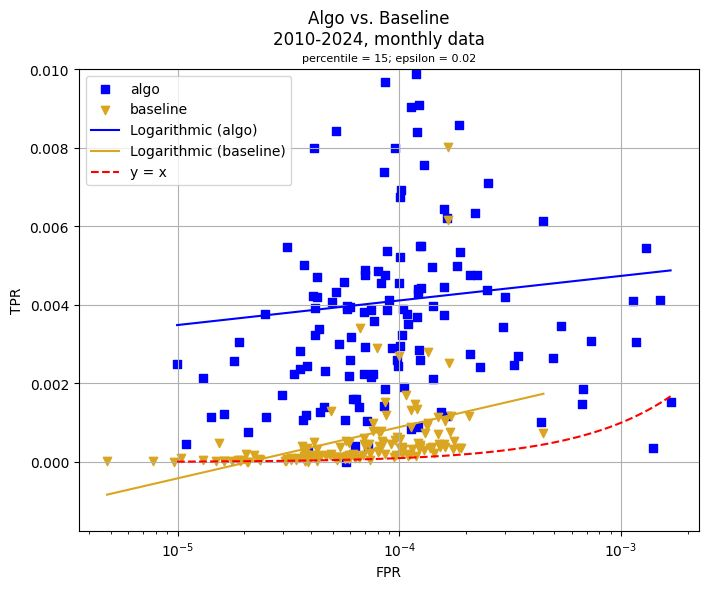 Algo vs. Baseline
2010-2024, monthly data
percentile = 15; epsilon = 0.02
algo
baseline
Logarithmic (algo)
Logarithmic (baseline)
y = x
0.010
0.008
0.006
0.004
0.002
0.000
TPR
10⁻⁵
10⁻⁴
10⁻³
FPR